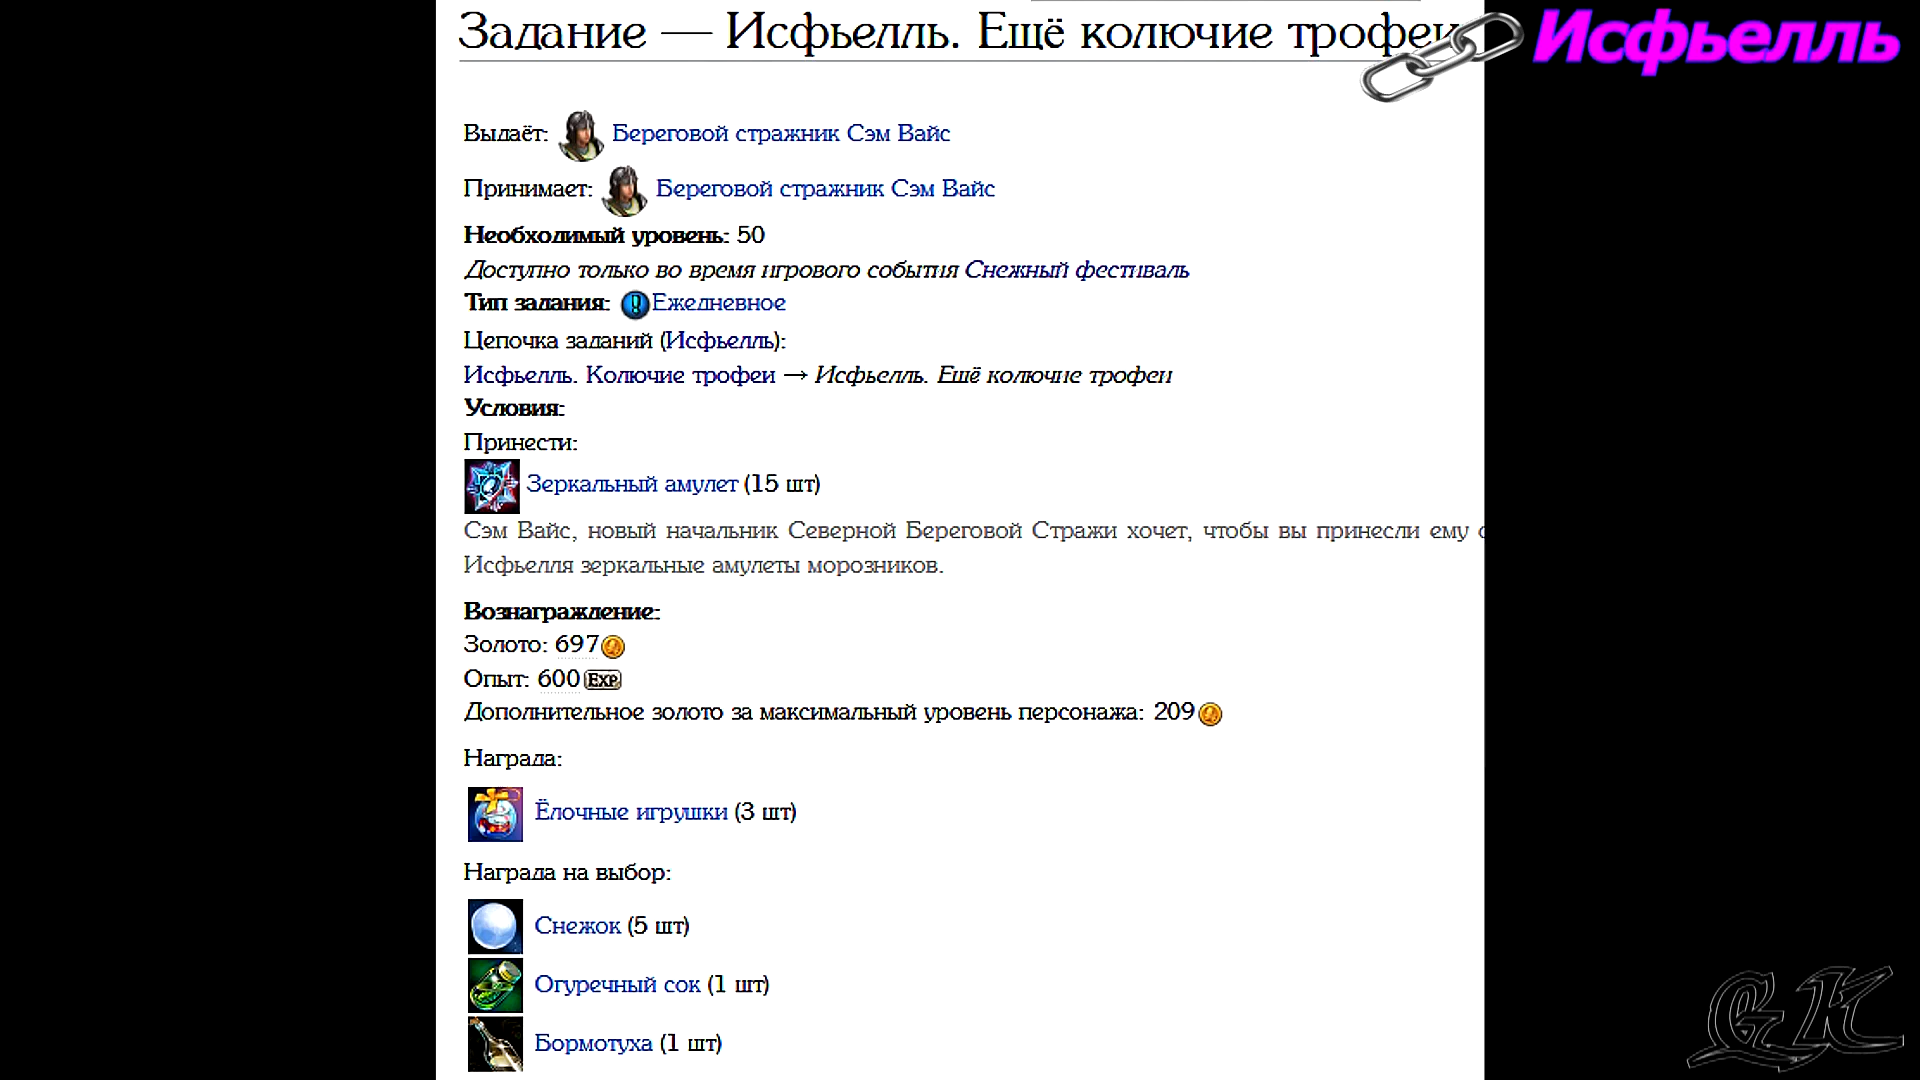 Задание — Исфьелль. Ещё колючие трофеи
Исфьелль
Выдаёт: Береговой стражник Сэм Вайс
Принимает: Береговой стражник Сэм Вайс
Необходимый уровень: 50
Доступно только во время игрового события Снежный фестиваль
Тип задания: Ежедневное
Цепочка заданий (Исфьелль):
Исфьелль. Колючие трофеи → Исфьелль. Ещё колючие трофеи
Условия:
Принести:
Зеркальный амулет (15 шт)
Сэм Вайс, новый начальник Северной Береговой Стражи хочет, чтобы вы принесли ему
Исфьелля зеркальные амулеты морозников.
Вознаграждение:
Золото: 697
Опыт: 600 EXP
Дополнительное золото за максимальный уровень персонажа: 209
Награда:
Ёлочные игрушки (3 шт)
Награда на выбор:
Снежок (5 шт)
Огуречный сок (1 шт)
Бормотуха (1 шт)
GK